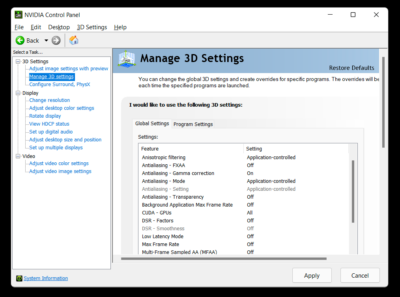 NVIDIA Control Panel
File Edit Desktop 3D Settings Help
Back
Select a Task...
3D Settings
Adjust image settings with preview
Manage 3D settings
Configure Surround, PhysX
Display
Change resolution
Adjust desktop color settings
Rotate display
View HDCP status
Set up digital audio
Adjust desktop size and position
Set up multiple displays
Video
Adjust video color settings
Adjust video image settings
System Information
Manage 3D Settings
Restore Defaults
You can change the global 3D settings and create overrides for specific programs. The overrides will be
each time the specified programs are launched.
I would like to use the following 3D settings:
Global Settings Program Settings
Settings:
Feature Setting
Anisotropic filtering Application-controlled
Antialiasing - FXAA Off
Antialiasing - Gamma correction On
Antialiasing - Mode Application-controlled
Antialiasing - Setting Application-controlled
Antialiasing - Transparency Off
Background Application Max Frame Rate Off
CUDA - GPUs All
DSR - Factors Off
DSR - Smoothness Off
Low Latency Mode Off
Max Frame Rate Off
Multi-Frame Sampled AA (MFAA) Off
Apply Cancel